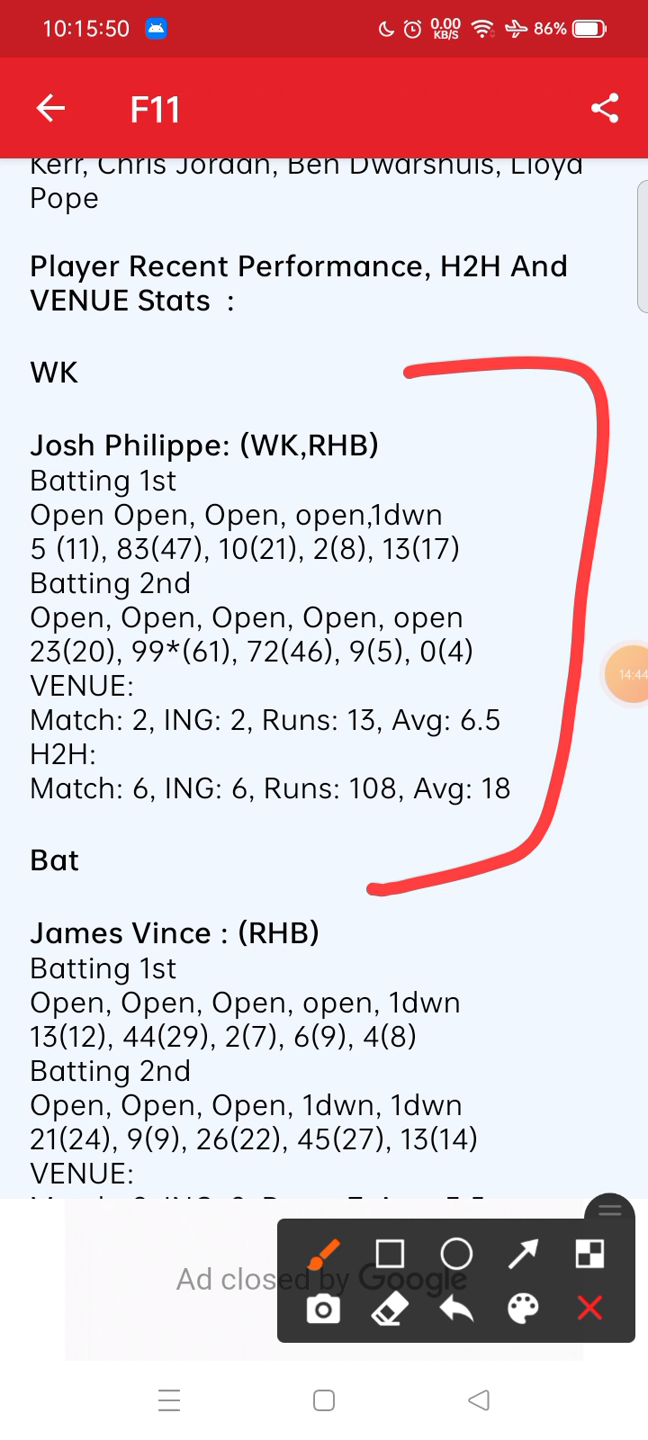 10:15:50
0.00
KB/S
86%
F11
Kerr, Chris Jordan, Ben Dwarshuis, Lloyd
Pope
Player Recent Performance, H2H And
VENUE Stats :
WK
Josh Philippe: (WK,RHB)
Batting 1st
Open Open, Open, open,1dwn
5 (11), 83(47), 10(21), 2(8), 13(17)
Batting 2nd
Open, Open, Open, Open, open
23(20), 99*(61), 72(46), 9(5), 0(4)
14:44
VENUE:
Match: 2, ING: 2, Runs: 13, Avg: 6.5
H2H:
Match: 6, ING: 6, Runs: 108, Avg: 18
Bat
James Vince : (RHB)
Batting 1st
Open, Open, Open, open, 1dwn
13(12), 44(29), 2(7), 6(9), 4(8)
Batting 2nd
Open, Open, Open, 1dwn, 1dwn
21(24), 9(9), 26(22), 45(27), 13(14)
VENUE:
Ad closed by Google